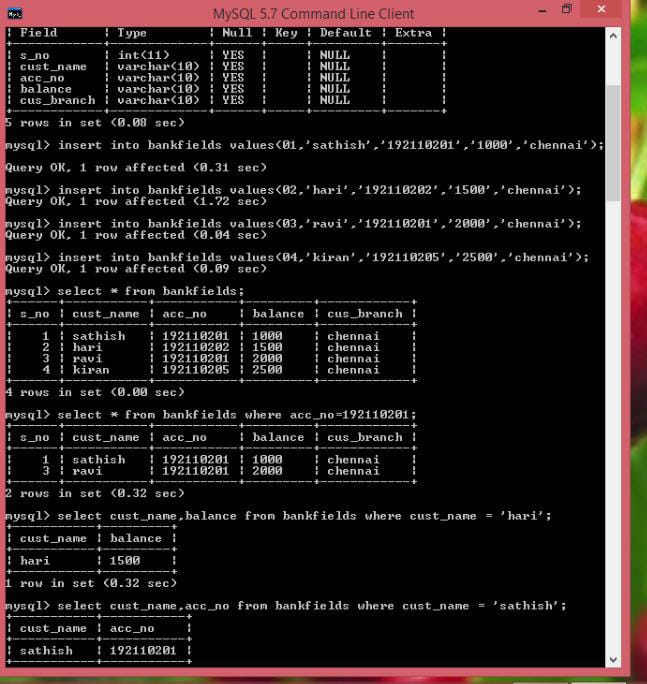 MySQL 5.7 Command Line Client
| Field | Type | Null | Key | Default | Extra |
| s_no | int(11) | YES | | NULL | |
| cust_name | varchar(10) | YES | | NULL | |
| acc_no | varchar(10) | YES | | NULL | |
| balance | varchar(10) | YES | | NULL | |
| cus_branch | varchar(10) | YES | | NULL | |
5 rows in set (0.08 sec)
mysql> insert into bankfields values(01,'sathish','192110201','1000','chennai');
Query OK, 1 row affected (0.31 sec)
mysql> insert into bankfields values(02,'hari','192110202','1500','chennai');
Query OK, 1 row affected (1.72 sec)
mysql> insert into bankfields values(03,'ravi','192110201','2000','chennai');
Query OK, 1 row affected (0.04 sec)
mysql> insert into bankfields values(04,'kiran','192110205','2500','chennai');
Query OK, 1 row affected (0.09 sec)
mysql> select * from bankfields;
| s_no | cust_name | acc_no | balance | cus_branch |
| 1 | sathish | 192110201 | 1000 | chennai |
| 2 | hari | 192110202 | 1500 | chennai |
| 3 | ravi | 192110201 | 2000 | chennai |
| 4 | kiran | 192110205 | 2500 | chennai |
4 rows in set (0.00 sec)
mysql> select * from bankfields where acc_no=192110201;
| s_no | cust_name | acc_no | balance | cus_branch |
| 1 | sathish | 192110201 | 1000 | chennai |
| 3 | ravi | 192110201 | 2000 | chennai |
2 rows in set (0.32 sec)
mysql> select cust_name,balance from bankfields where cust_name = 'hari';
| cust_name | balance |
| hari | 1500 |
1 row in set (0.32 sec)
mysql> select cust_name,acc_no from bankfields where cust_name = 'sathish';
| cust_name | acc_no |
| sathish | 192110201 |